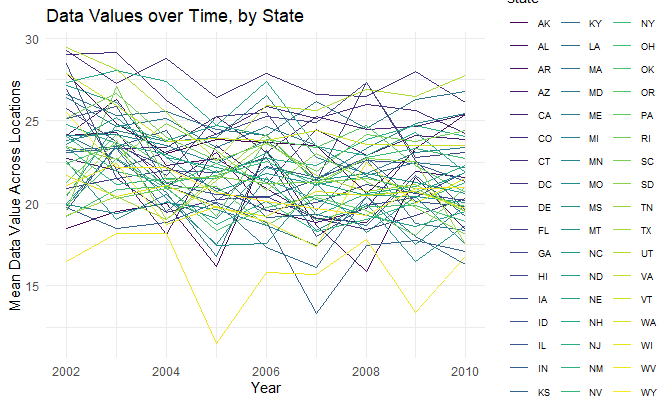 Data Values over Time, by State
Mean Data Value Across Locations
30
25
20
15
2002
2004
2006
2008
2010
Year
state
AK
AL
AR
AZ
CA
CO
CT
DC
DE
FL
GA
HI
IA
ID
IL
IN
KS
KY
LA
MA
MD
ME
MI
MN
MO
MS
MT
NC
ND
NE
NH
NJ
NM
NV
NY
OH
OK
OR
PA
RI
SC
SD
TN
TX
UT
VA
VT
WA
WI
WV
WY